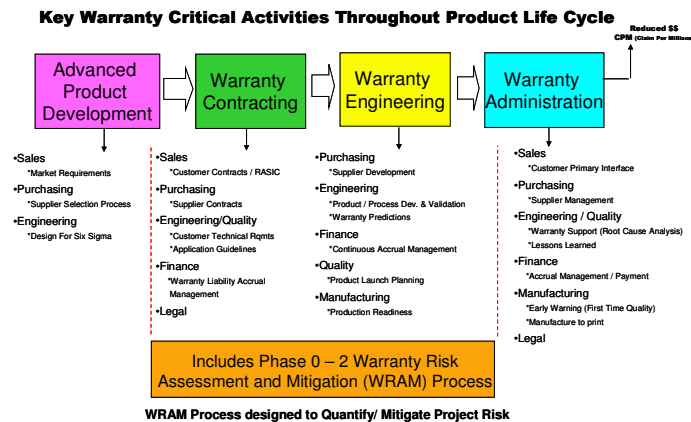 Key Warranty Critical Activities Throughout Product Life Cycle
Reduced $$
CPM (Claim Per Millions
Advanced
Product
Development
Warranty
Contracting
Warranty
Engineering
Warranty
Administration
•Sales
*Market Requirements
•Purchasing
*Supplier Selection Process
•Engineering
*Design For Six Sigma
•Sales
*Customer Contracts / RASIC
•Purchasing
*Supplier Contracts
•Engineering/Quality
*Customer Technical Rqmts
*Application Guidelines
•Finance
*Warranty Liability Accrual
Management
•Legal
•Purchasing
*Supplier Development
•Engineering
*Product / Process Dev. & Validation
*Warranty Predictions
•Finance
*Continuous Accrual Management
•Quality
*Product Launch Planning
•Manufacturing
*Production Readiness
•Sales
*Customer Primary Interface
•Purchasing
*Supplier Management
•Engineering / Quality
*Warranty Support (Root Cause Analysis)
*Lessons Learned
•Finance
*Accrual Management / Payment
•Manufacturing
*Early Warning (First Time Quality)
*Manufacture to print
•Legal
Includes Phase 0 – 2 Warranty Risk
Assessment and Mitigation (WRAM) Process
WRAM Process designed to Quantify/ Mitigate Project Risk